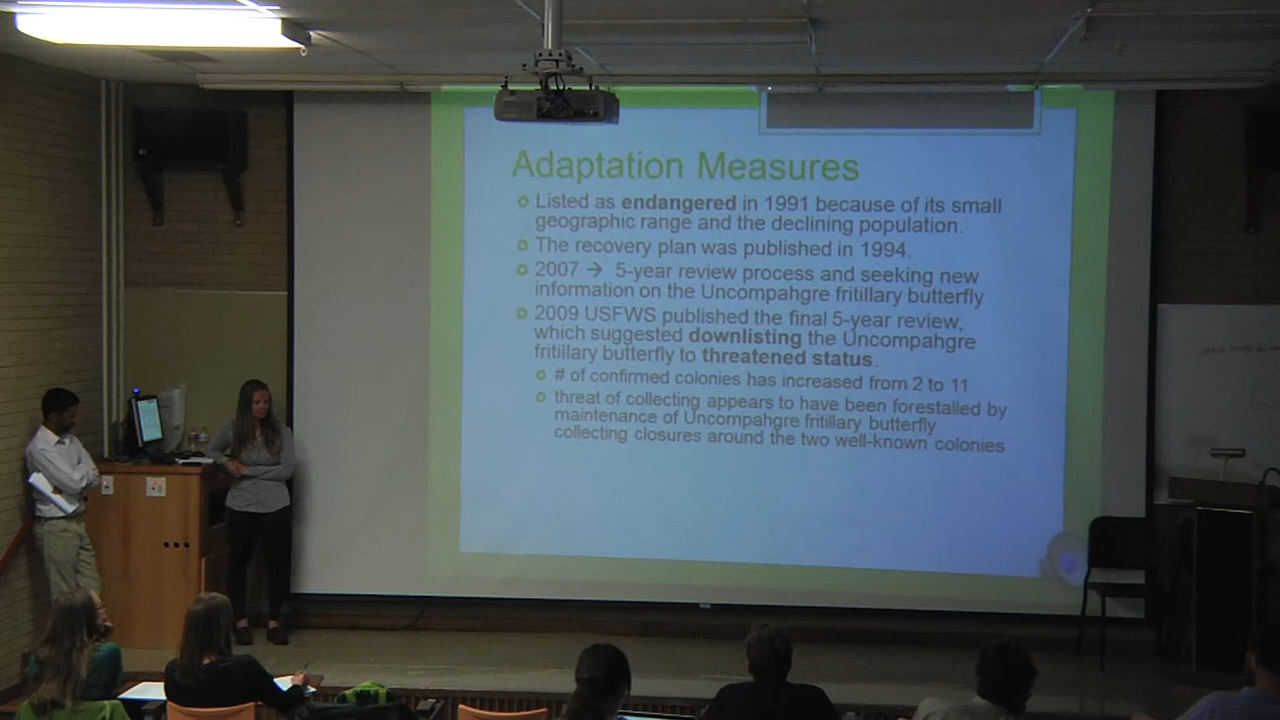 Adaptation Measures
Listed as endangered in 1991 because of its small
geographic range and the declining population.
The recovery plan was published in 1994.
2007 → 5-year review process and seeking new
information on the Uncompahgre fritillary butterfly
2009 USFWS published the final 5-year review,
which suggested downlisting the Uncompahgre
fritillary butterfly to threatened status.
# of confirmed colonies has increased from 2 to 11
threat of collecting appears to have been forestalled by
maintenance of Uncompahgre fritillary butterfly
collecting closures around the two well-known colonies